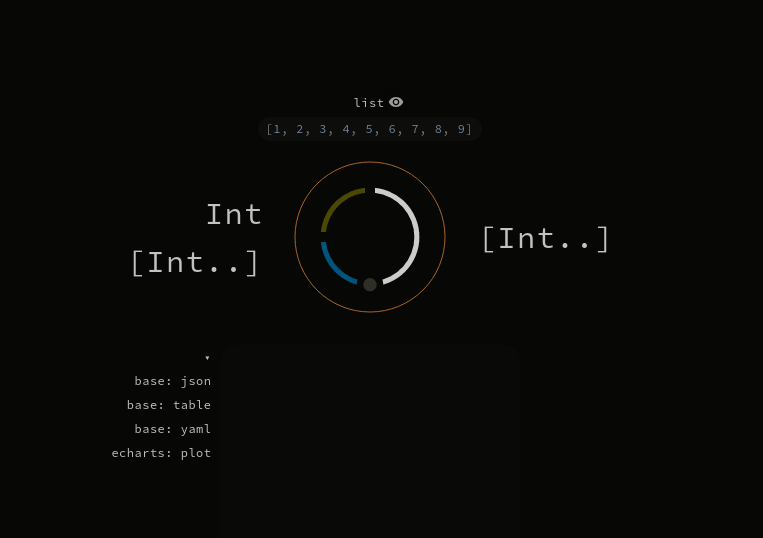 list
[1, 2, 3, 4, 5, 6, 7, 8, 9]
Int
[Int..]
[Int..]
base: json
base: table
base: yaml
echarts: plot